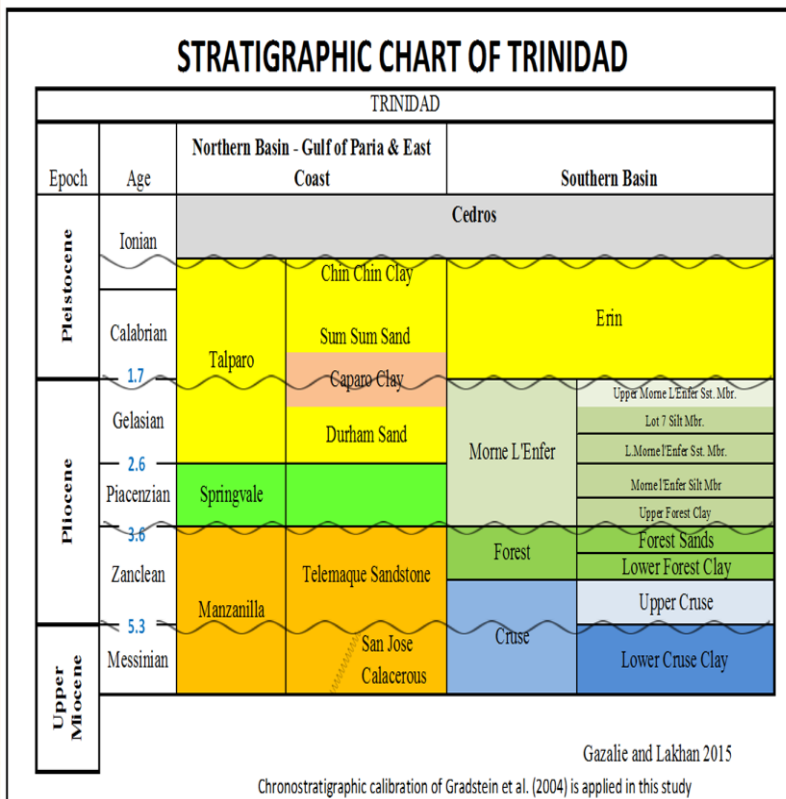 STRATIGRAPHIC CHART OF TRINIDAD
TRINIDAD
Epoch
Age
Northern Basin - Gulf of Paria & East
Coast
Southern Basin
Pleistocene
Pliocene
Upper
Miocene
Ionian
Calabrian
1.7
Gelasian
2.6
Piacenzian
3.6
Zanclean
5.3
Messinian
Cedros
Talparo
Springvale
Manzanilla
Chin Chin Clay
Sum Sum Sand
Caparo Clay
Durham Sand
Telemaque Sandstone
San Jose
Calacerous
Erin
Morne L'Enfer
Forest
Cruse
Upper Morne L'Enfer Sst. Mbr.
Lot 7 Silt Mbr.
L.Morne l'Enfer Sst. Mbr.
Morne l'Enfer Silt Mbr
Upper Forest Clay
Forest Sands
Lower Forest Clay
Upper Cruse
Lower Cruse Clay
Gazalie and Lakhan 2015
Chronostratigraphic calibration of Gradstein et al. (2004) is applied in this study